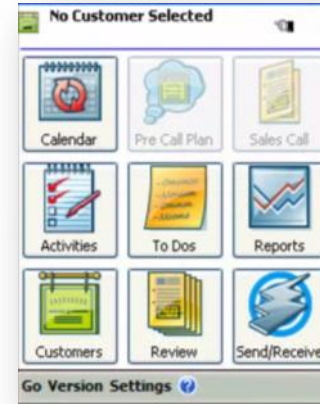 No Customer Selected
Calendar
Pre Call Plan
Sales Call
Activities
To Dos
Reports
Customers
Review
Send/Receive
Go Version Settings ?